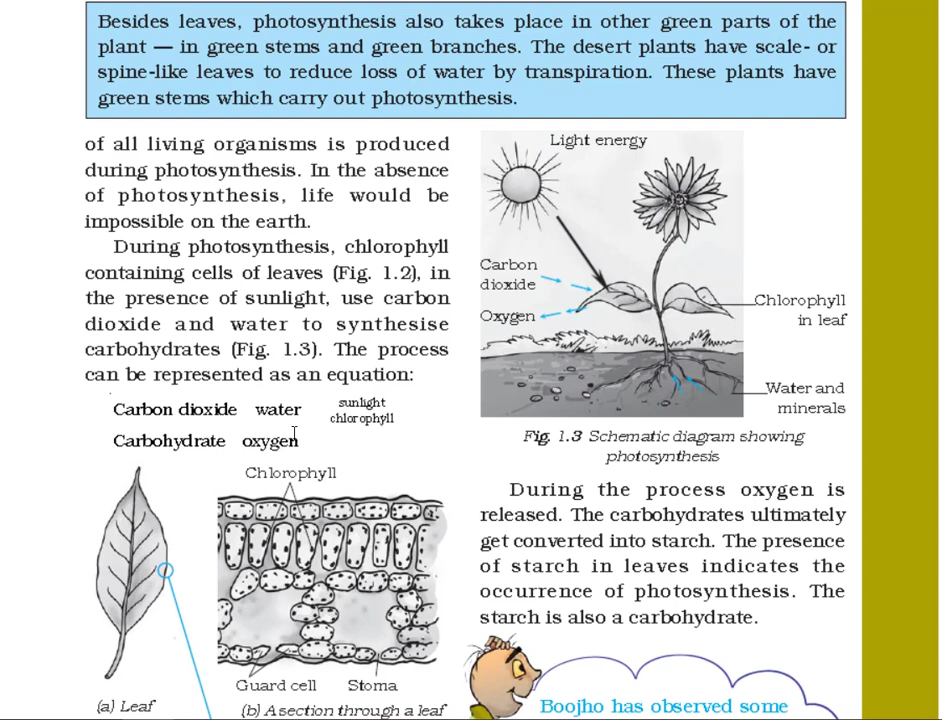 Besides leaves, photosynthesis also takes place in other green parts of the
plant — in green stems and green branches. The desert plants have scale- or
spine-like leaves to reduce loss of water by transpiration. These plants have
green stems which carry out photosynthesis.
of all living organisms is produced
during photosynthesis. In the absence
of photosynthesis, life would be
impossible on the earth.
During photosynthesis, chlorophyll
containing cells of leaves (Fig. 1.2), in
the presence of sunlight, use carbon
dioxide and water to synthesise
carbohydrates (Fig. 1.3). The process
can be represented as an equation:
Carbon dioxide water sunlight
chlorophyll
Carbohydrate oxygen
Chlorophyll
Guard cell Stoma
(a) Leaf
(b) A section through a leaf
Light energy
Carbon
dioxide
Oxygen
Chlorophyll
in leaf
Water and
minerals
Fig. 1.3 Schematic diagram showing
photosynthesis
During the process oxygen is
released. The carbohydrates ultimately
get converted into starch. The presence
of starch in leaves indicates the
occurrence of photosynthesis. The
starch is also a carbohydrate.
Boojho has observed some